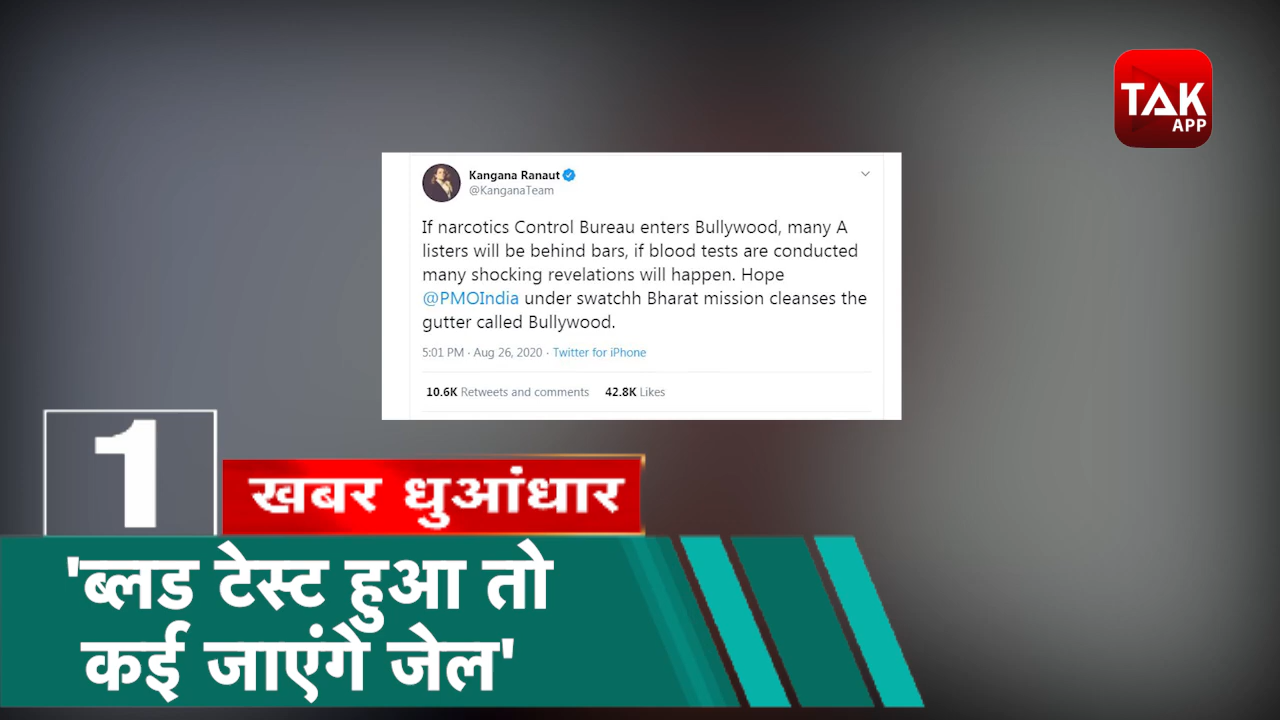 TAK
APP
Kangana Ranaut
@KanganaTeam
If narcotics Control Bureau enters Bullywood, many A
listers will be behind bars, if blood tests are conducted
many shocking revelations will happen. Hope
@PMOIndia under swatchh Bharat mission cleanses the
gutter called Bullywood.
5:01 PM · Aug 26, 2020 · Twitter for iPhone
10.6K Retweets and comments 42.8K Likes
1
खबर धुआंधार
'ब्लड टेस्ट हुआ तो
कई जाएंगे जेल'